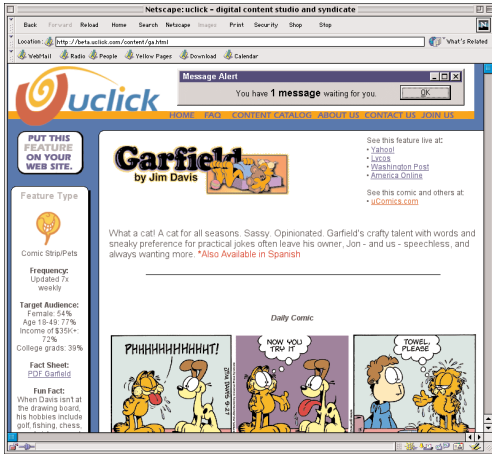 Netscape: uclick - digital content studio and syndicate
Back Forward Reload Home Search Netscape Images Print Security Shop Stop
Location: http://beta.uclick.com/content/ga.html What's Related
WebMail Radio People Yellow Pages Download Calendar
uclick
Message Alert
You have 1 message waiting for you.
OK
HOME FAQ CONTENT CATALOG ABOUT US CONTACT US JOIN US
PUT THIS
FEATURE
ON YOUR
WEB SITE.
Feature Type
Comic Strip/Pets
Frequency:
Updated 7x
weekly
Target Audience:
Female: 54%
Age 18-49: 77%
Income of $35K+:
72%
College grads: 39%
Fact Sheet:
PDF Garfield
Fun Fact:
When Davis isn't
at the drawing board,
his hobbies include
golf, fishing, chess,
Garfield
by Jim Davis
See this feature live at:
• Yahoo!
• Lycos
• Washington Post
• America Online
See this comic and others at:
• uComics.com
What a cat! A cat for all seasons. Sassy. Opinionated. Garfield's crafty talent with words and
sneaky preference for practical jokes often leave his owner, Jon - and us - speechless, and
always wanting more. *Also Available in Spanish
Daily Comic
PHHHHHHHHHHT!
JIM DAVIS 9-27
NOW YOU
TRY IT
TOWEL,
PLEASE